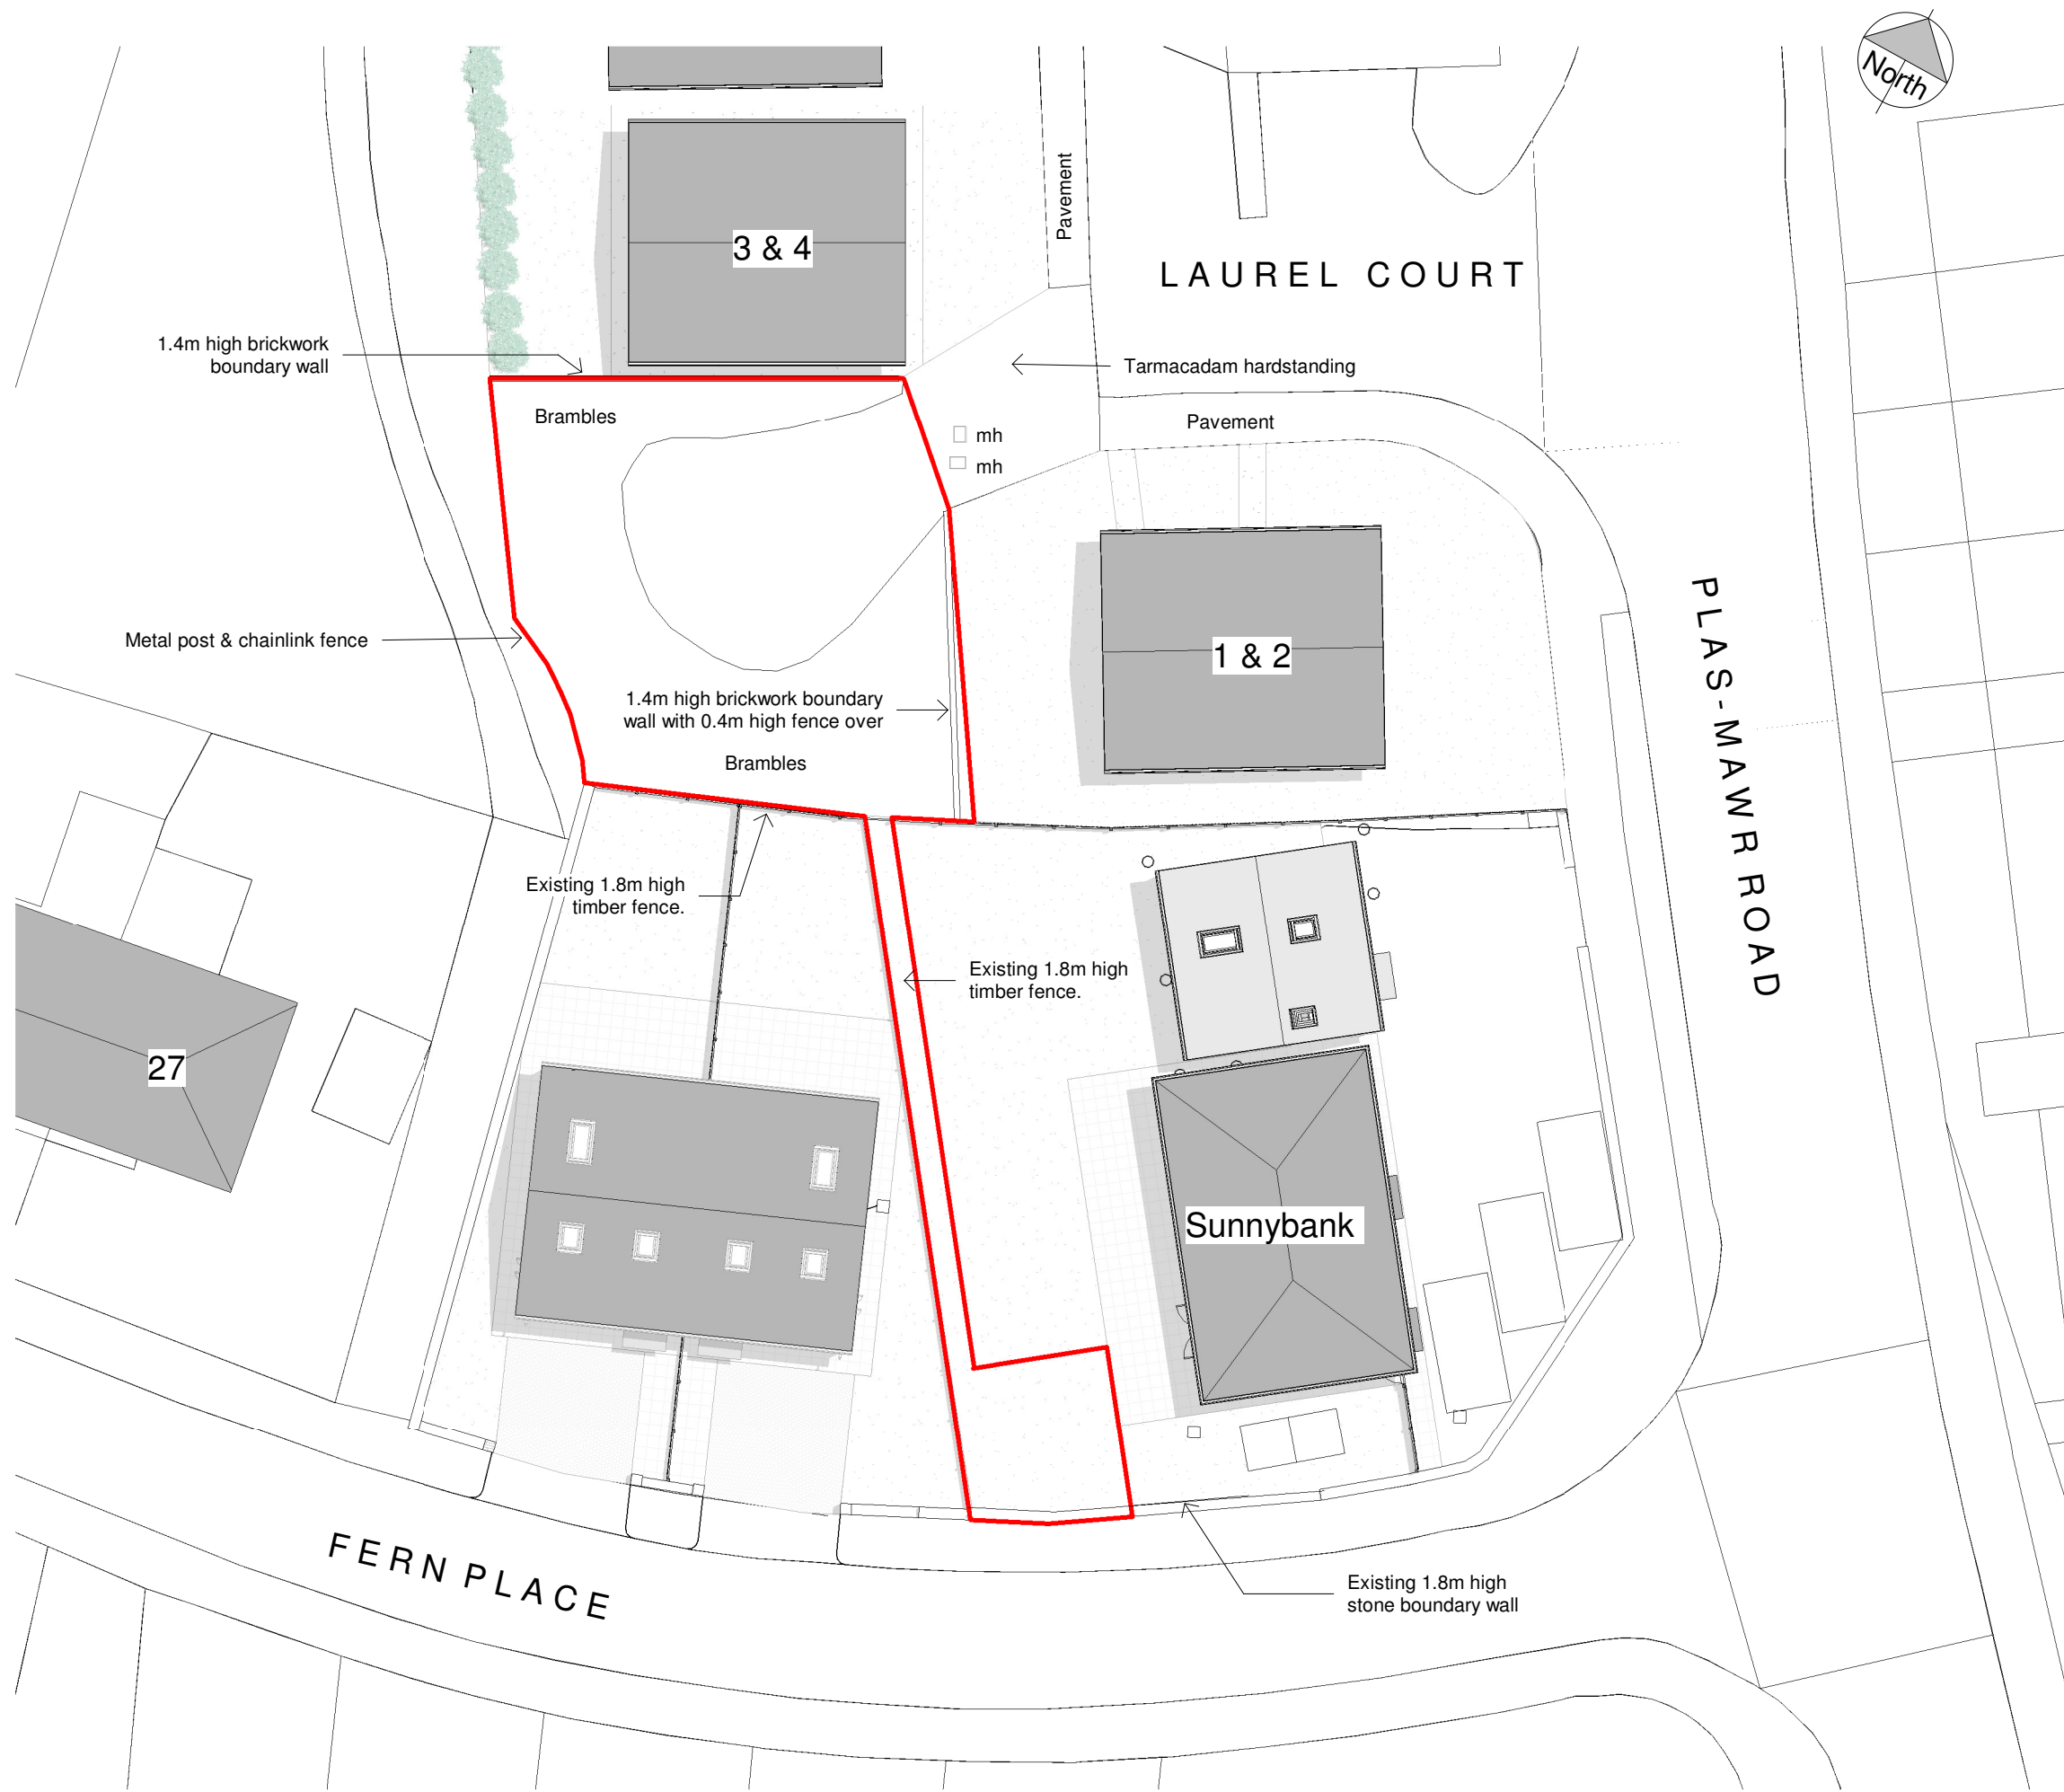 North
Pavement
3 & 4
LAUREL COURT
1.4m high brickwork
boundary wall
Tarmacadam hardstanding
Brambles
Pavement
mh
mh
PLAS-MAWR ROAD
Metal post & chainlink fence
1 & 2
1.4m high brickwork boundary
wall with 0.4m high fence over
Brambles
Existing 1.8m high
timber fence.
Existing 1.8m high
timber fence.
27
Sunnybank
FERN PLACE
Existing 1.8m high
stone boundary wall